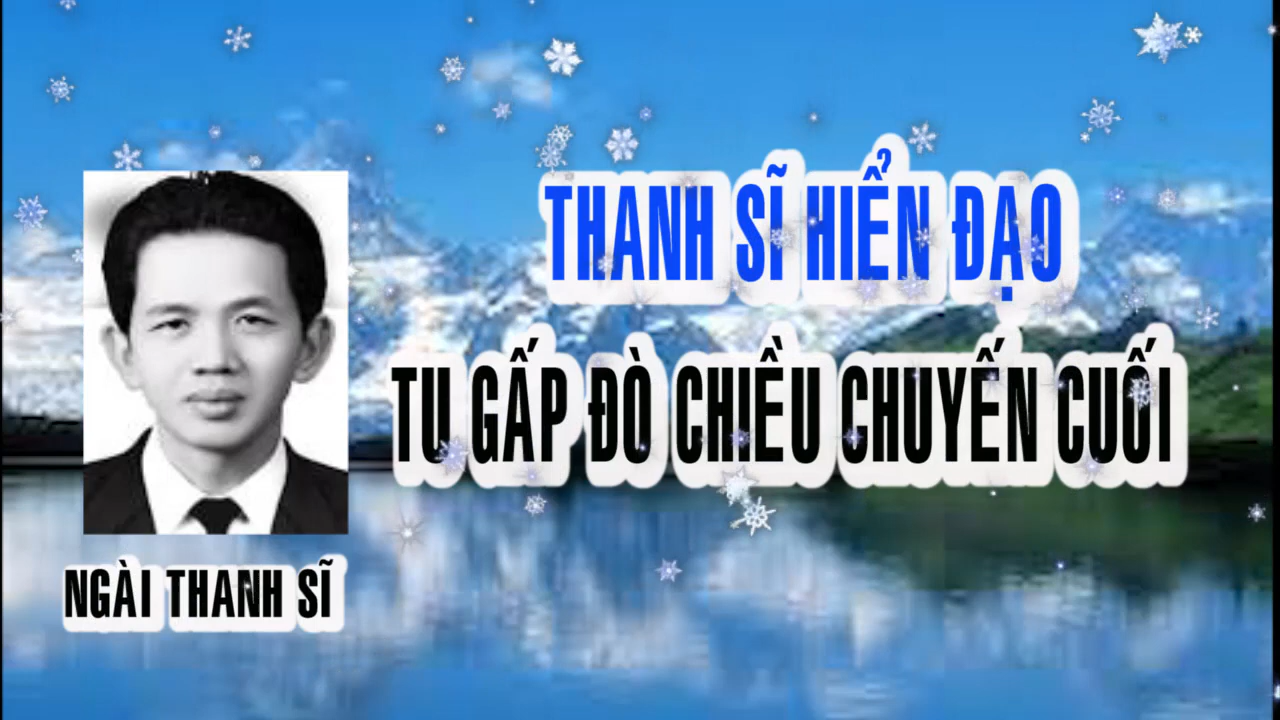 THANH SĨ HIỂN ĐẠO
TU GẤP ĐÒ CHIỀU CHUYẾN CUỐI
NGÀI THANH SĨ